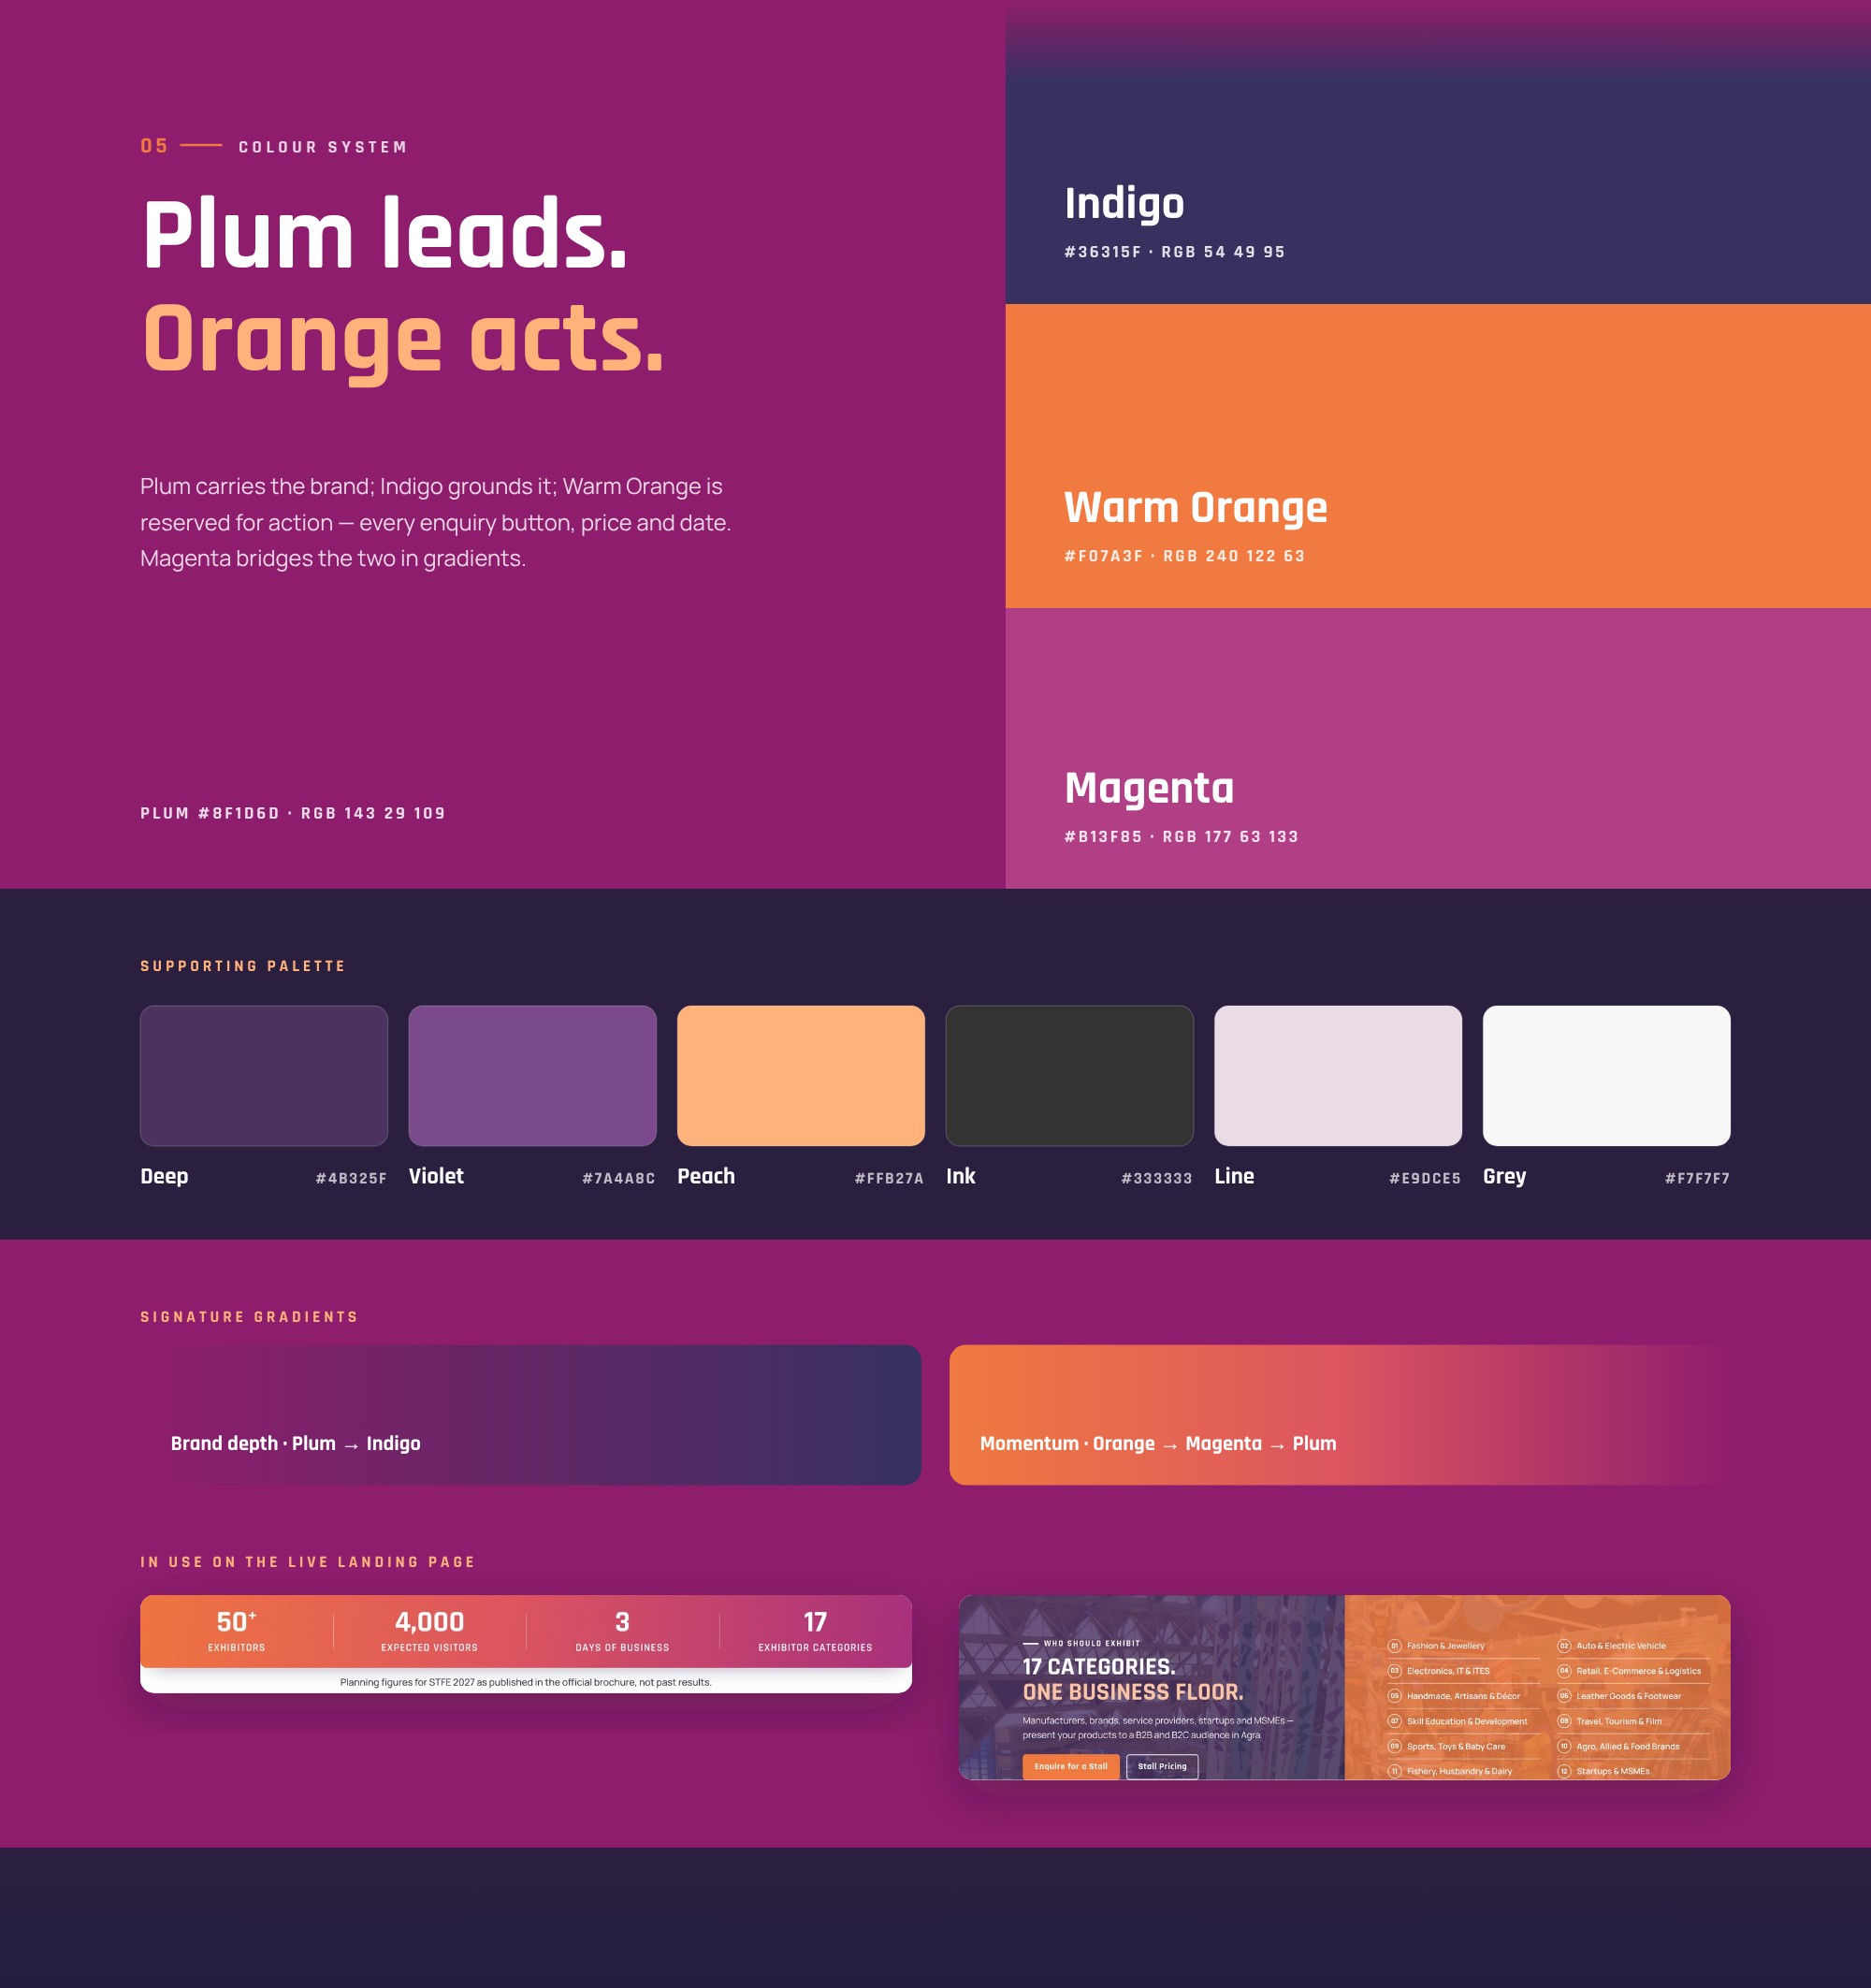 05 — COLOUR SYSTEM
Plum leads.
Orange acts.
Plum carries the brand; Indigo grounds it; Warm Orange is
reserved for action — every enquiry button, price and date.
Magenta bridges the two in gradients.
PLUM #8F1D6D · RGB 143 29 109
Indigo
#36315F · RGB 54 49 95
Warm Orange
#F07A3F · RGB 240 122 63
Magenta
#B13F85 · RGB 177 63 133
SUPPORTING PALETTE
Deep #4B325F
Violet #7A4A8C
Peach #FFB27A
Ink #333333
Line #E9DCE5
Grey #F7F7F7
SIGNATURE GRADIENTS
Brand depth · Plum → Indigo
Momentum · Orange → Magenta → Plum
IN USE ON THE LIVE LANDING PAGE
50+
EXHIBITORS
4,000
EXPECTED VISITORS
3
DAYS OF BUSINESS
17
EXHIBITOR CATEGORIES
Planning figures for STFE 2027 as published in the official brochure, not past results.
WHO SHOULD EXHIBIT
17 CATEGORIES.
ONE BUSINESS FLOOR.
Manufacturers, brands, service providers, startups and MSMEs —
present your products to a B2B and B2C audience in Agra
Enquire for a Stall
Stall Pricing
01 Fashion & Jewellery
02 Auto & Electric Vehicle
03 Electronics, IT & ITES
04 Retail, E-Commerce & Logistics
05 Handmade, Artisans & Décor
06 Leather Goods & Footwear
07 Skill Education & Development
08 Travel, Tourism & Film
09 Sports, Toys & Baby Care
10 Agro, Allied & Food Brands
11 Fishery, Husbandry & Dairy
12 Startups & MSMEs